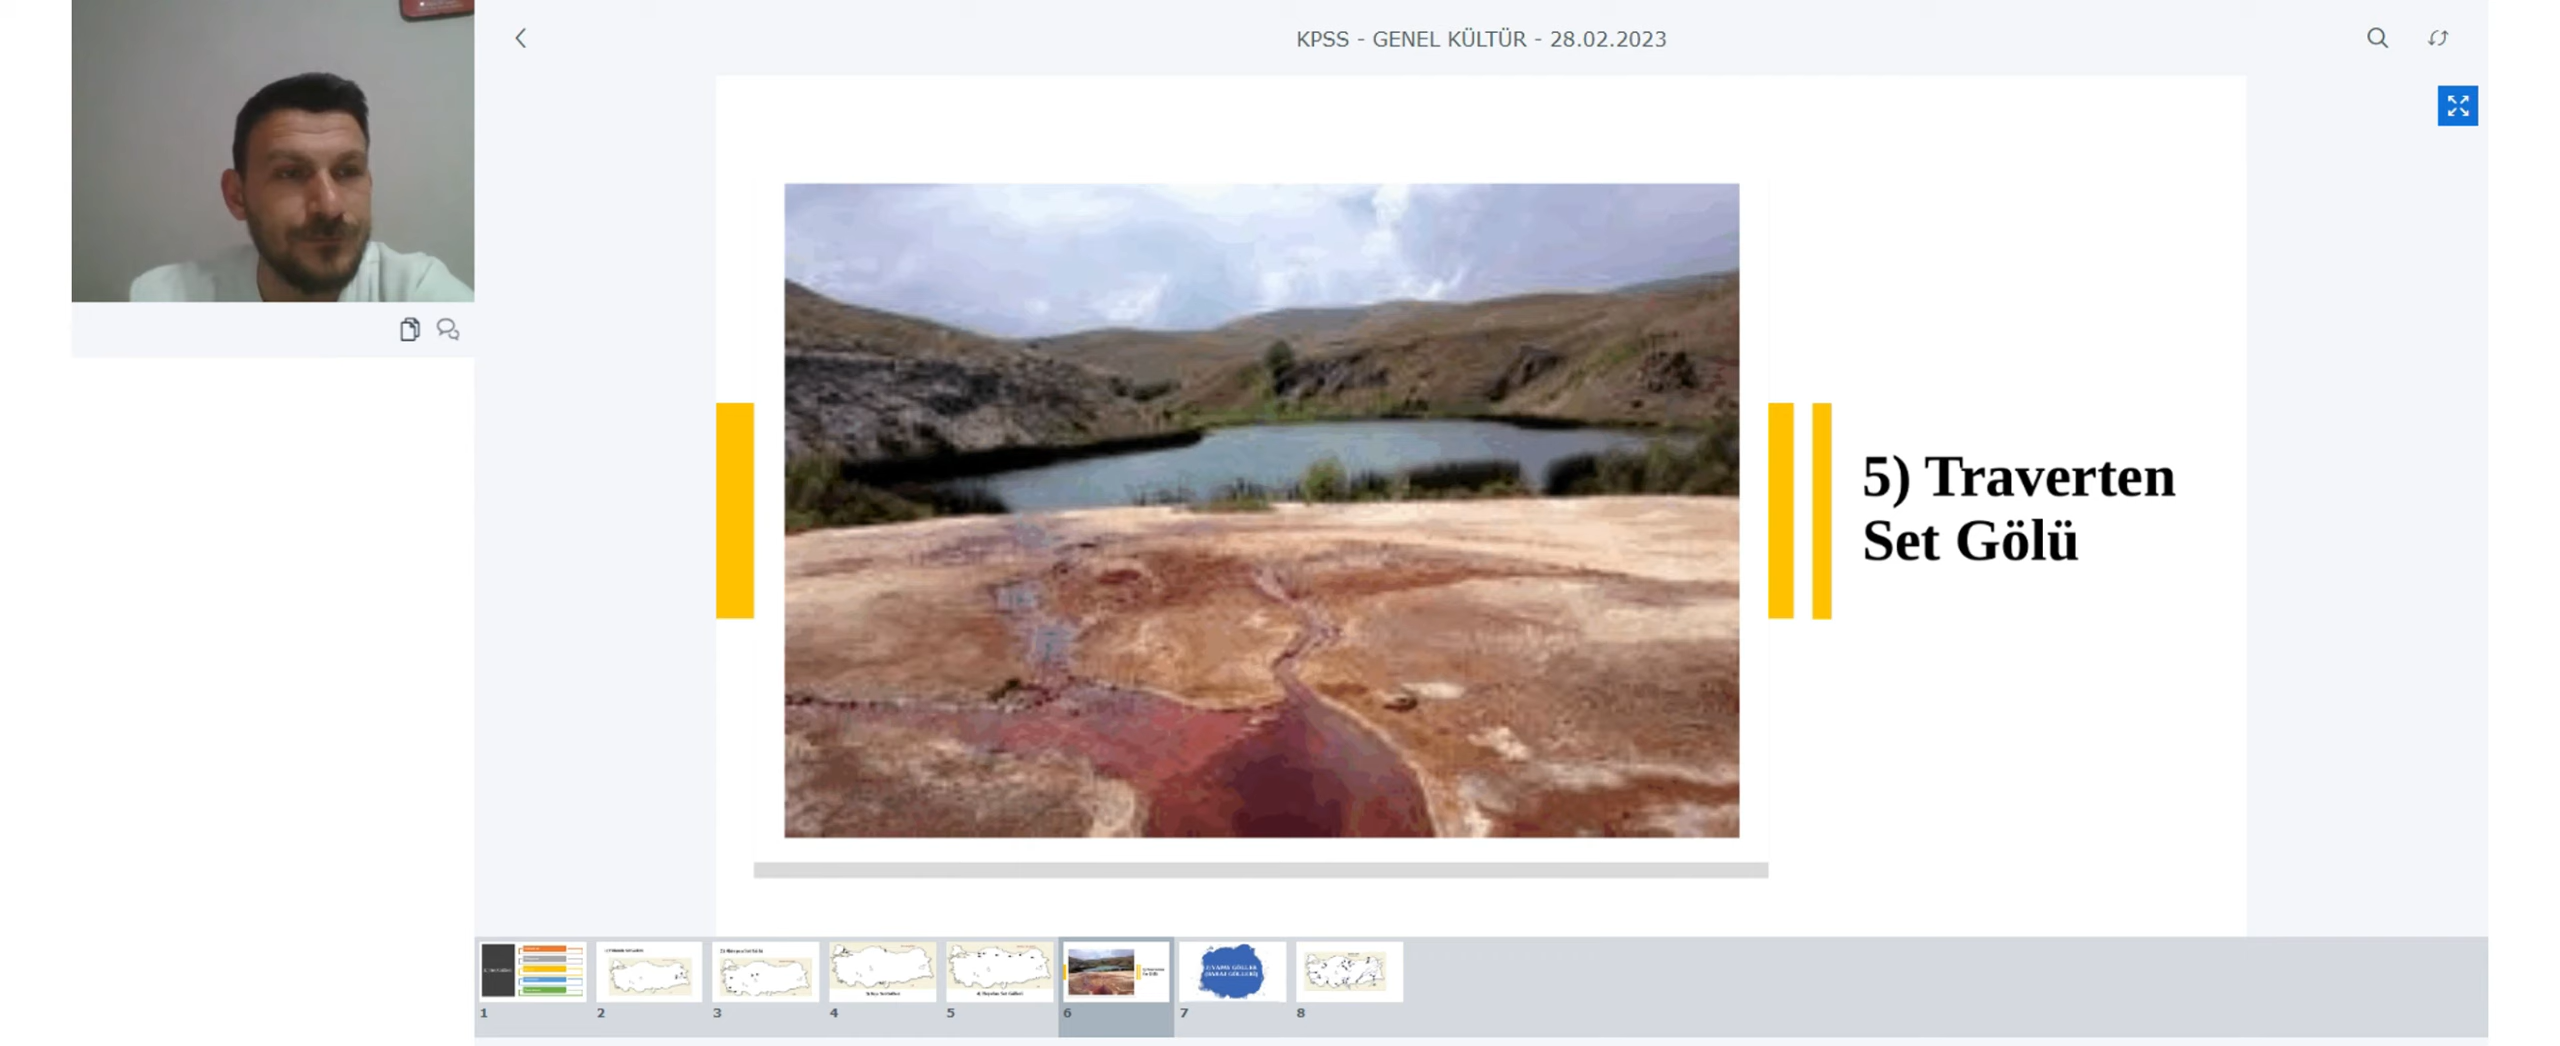 KPSS - GENEL KÜLTÜR - 28.02.2023
5) Traverten
Set Gölü
1
2
3
4
5
6
7
8